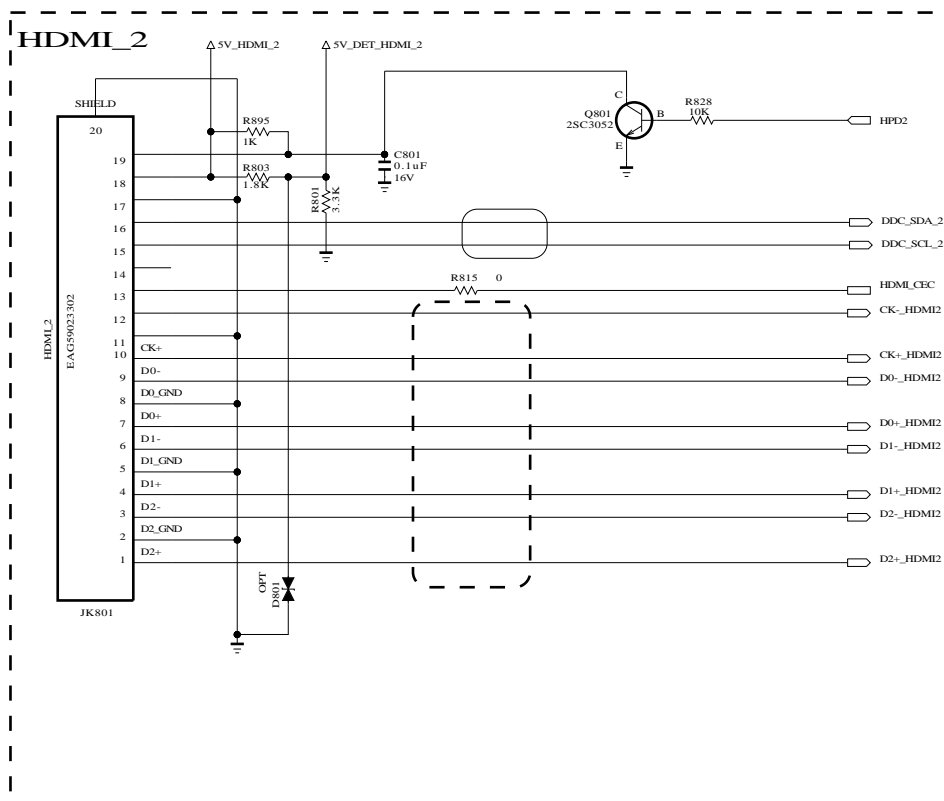 HDMI_2
5V_HDMI_2
5V_DET_HDMI_2
SHIELD
20
R895
1K
C
Q801
2SC3052
B
E
R828
10K
HPD2
19
C801
0.1uF
16V
18
R803
1.8K
R801
3.3K
17
16
DDC_SDA_2
15
DDC_SCL_2
14
R815 0
13
HDMI_CEC
12
CK-_HDMI2
11
10
CK+
CK+_HDMI2
9
D0-
D0-_HDMI2
8
D0_GND
7
D0+
D0+_HDMI2
6
D1-
D1-_HDMI2
5
D1_GND
4
D1+
D1+_HDMI2
3
D2-
D2-_HDMI2
2
D2_GND
1
D2+
D2+_HDMI2
HDMI_2
EAG59023302
OPT
D801
JK801